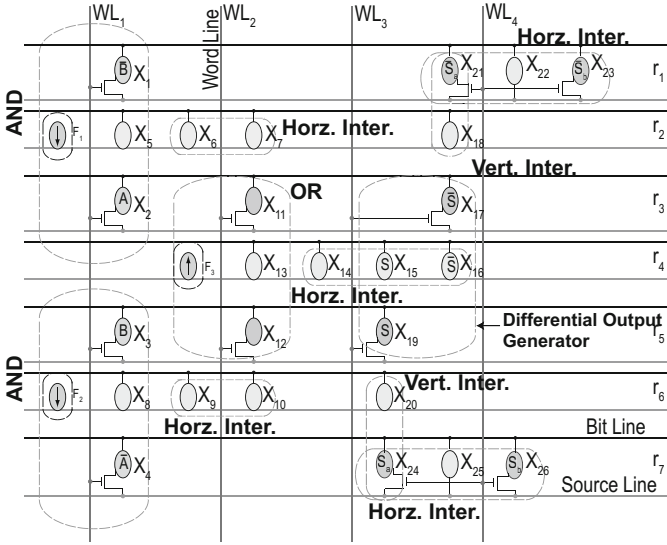 WL1
WL2
WL3
WL4
Word Line
Horz. Inter.
B̅ X1
S̅a X21
X22
S̅b X23
r1
AND
F1
X5
X6
X7
Horz. Inter.
X18
r2
Vert. Inter.
A X2
OR
X11
S̅ X17
r3
F3
X13
X14
S X15
S̅ X16
r4
Horz. Inter.
B X3
X12
S X19
Differential Output
Generator
r5
AND
F2
X8
X9
X10
Vert. Inter.
X20
r6
Horz. Inter.
Bit Line
A̅ X4
Sa X24
X25
Sb X26
r7
Source Line
Horz. Inter.